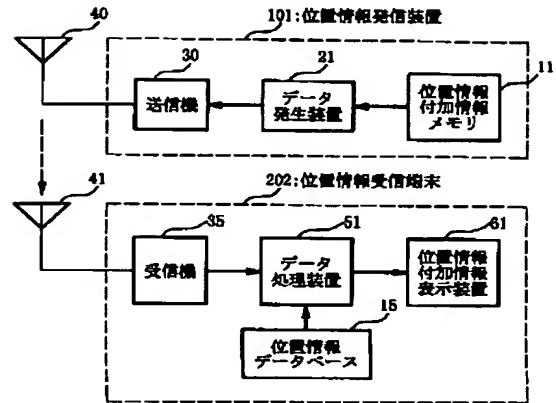 40
101:位置情報発信装置
30
21
11
送信機
データ
発生装置
位置情報
付加情報
メモリ
41
202:位置情報受信端末
35
51
61
受信機
データ
処理装置
位置情報
付加情報
表示装置
15
位置情報
データベース